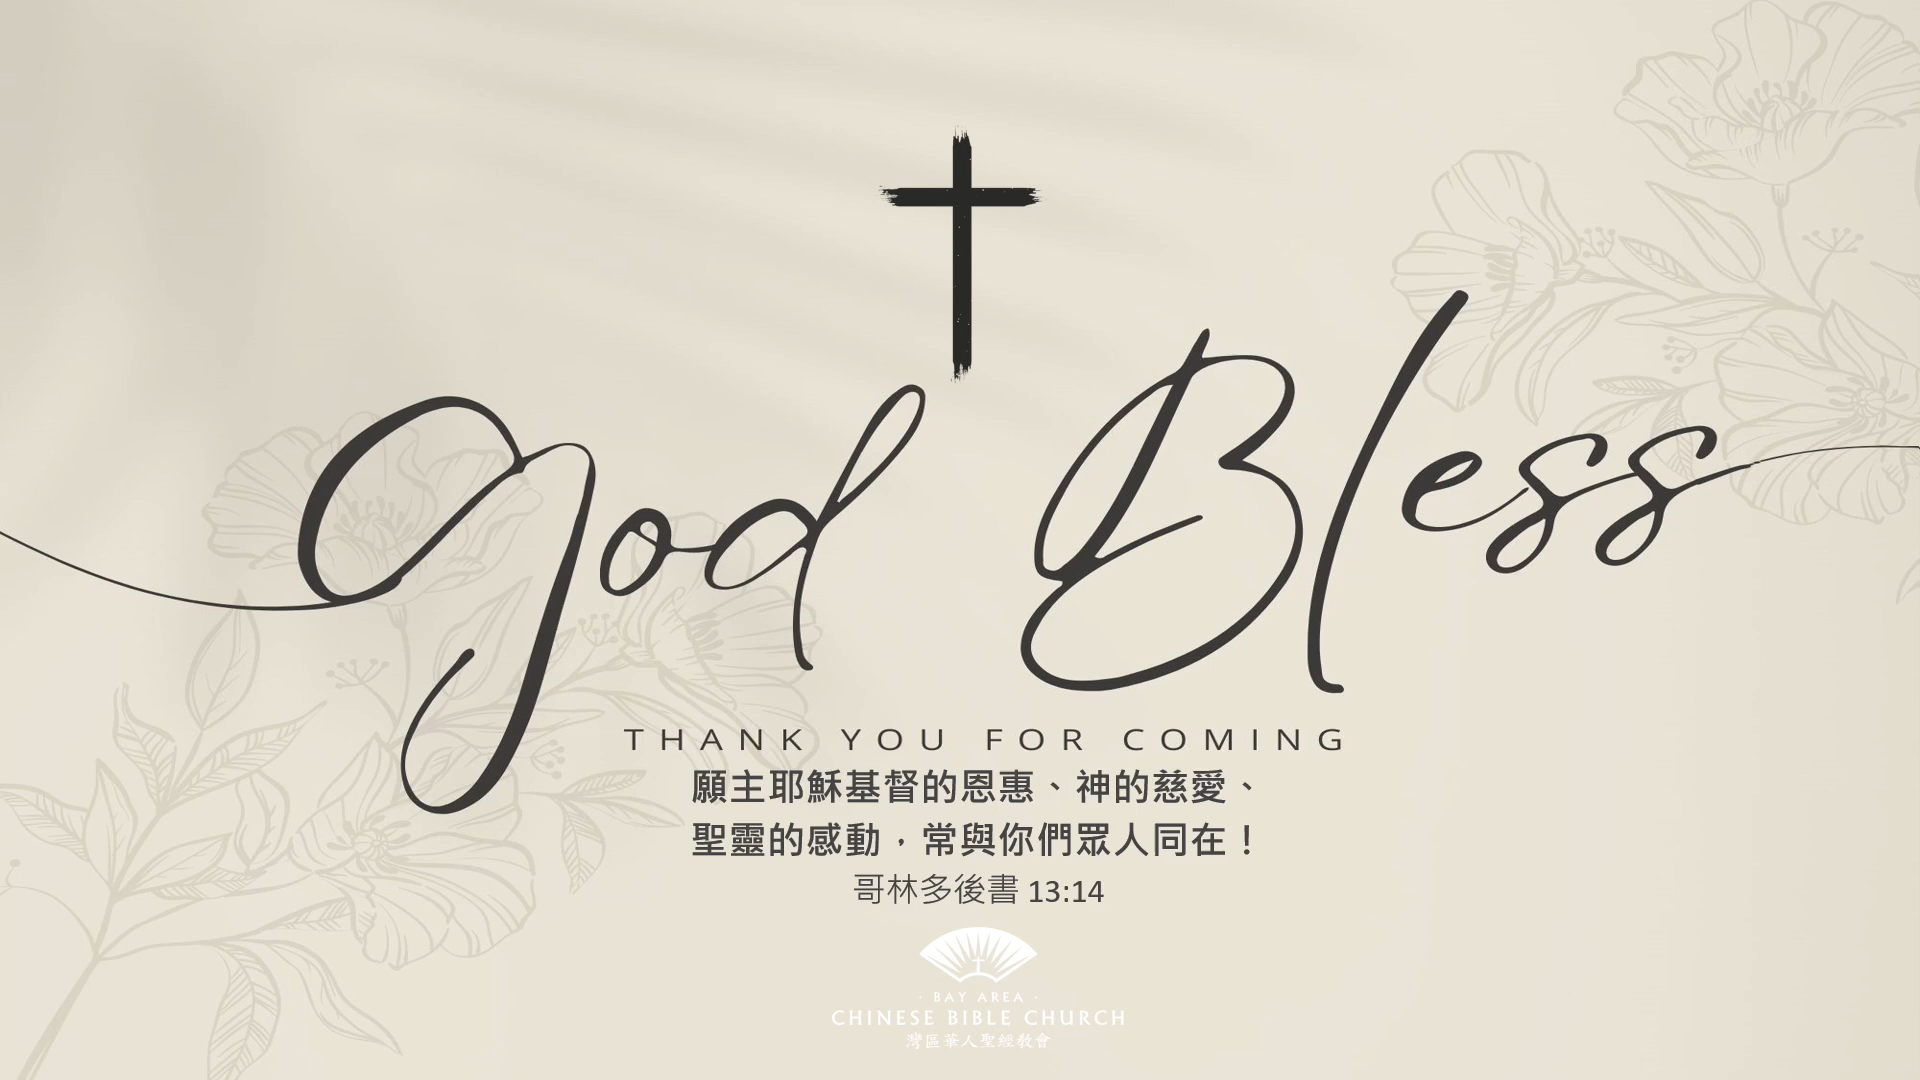 God Bless
THANK YOU FOR COMING
願主耶穌基督的恩惠、神的慈愛、
聖靈的感動，常與你們眾人同在！
哥林多後書 13:14
· BAY AREA ·
CHINESE BIBLE CHURCH
灣區華人聖經教會